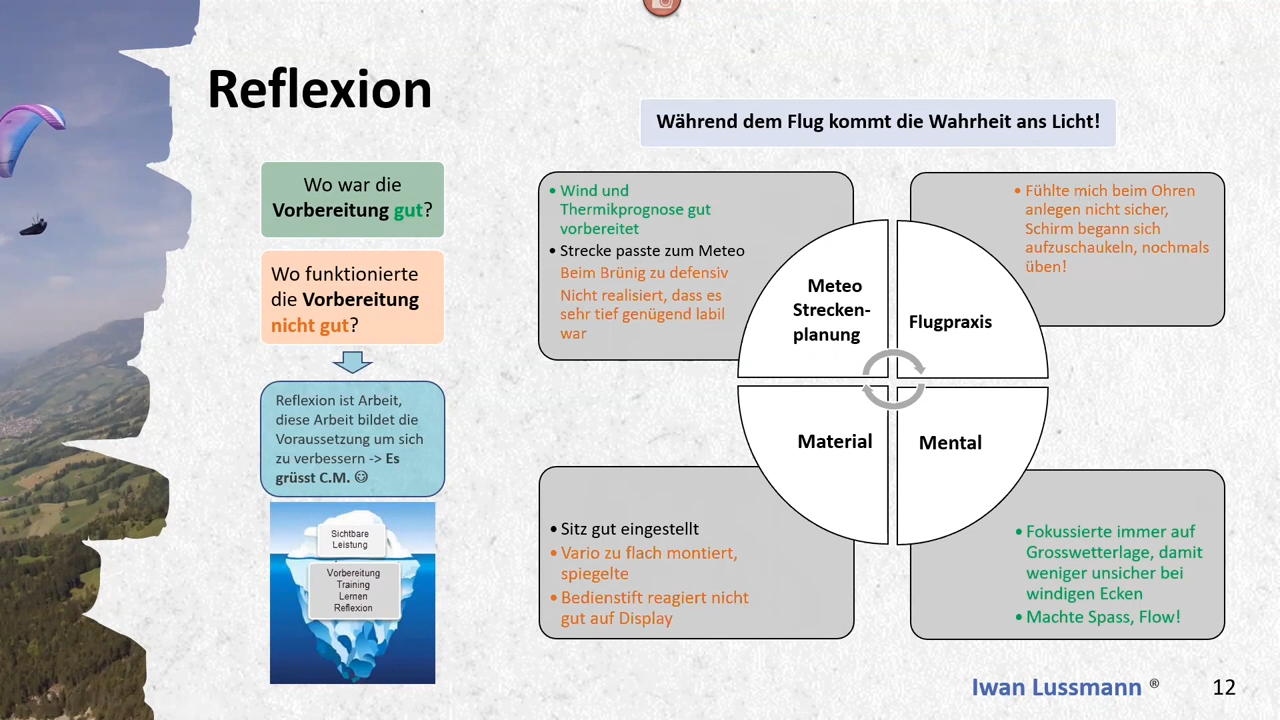 Reflexion
Während dem Flug kommt die Wahrheit ans Licht!
Wo war die
Vorbereitung gut?
Wo funktionierte
die Vorbereitung
nicht gut?
Reflexion ist Arbeit,
diese Arbeit bildet die
Voraussetzung um sich
zu verbessern -> Es
grüsst C.M. ☺
Sichtbare
Leistung
Vorbereitung
Training
Lernen
Reflexion
• Wind und
Thermikprognose gut
vorbereitet
• Strecke passte zum Meteo
Beim Brünig zu defensiv
Nicht realisiert, dass es
sehr tief genügend labil
war
• Fühlte mich beim Ohren
anlegen nicht sicher,
Schirm begann sich
aufzuschaukeln, nochmals
üben!
Meteo
Strecken-
planung
Flugpraxis
Material
Mental
• Sitz gut eingestellt
• Vario zu flach montiert,
spiegelte
• Bedienstift reagiert nicht
gut auf Display
• Fokussierte immer auf
Grosswetterlage, damit
weniger unsicher bei
windigen Ecken
• Machte Spass, Flow!
Iwan Lussmann ®
12